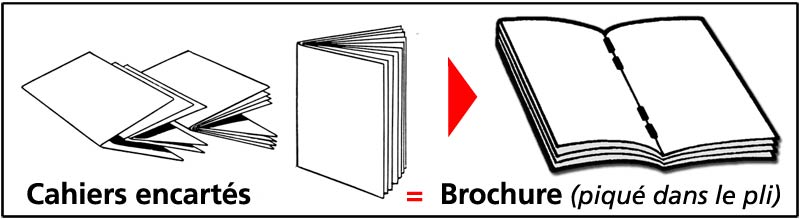 Cahiers encartés = Brochure (piqué dans le pli)